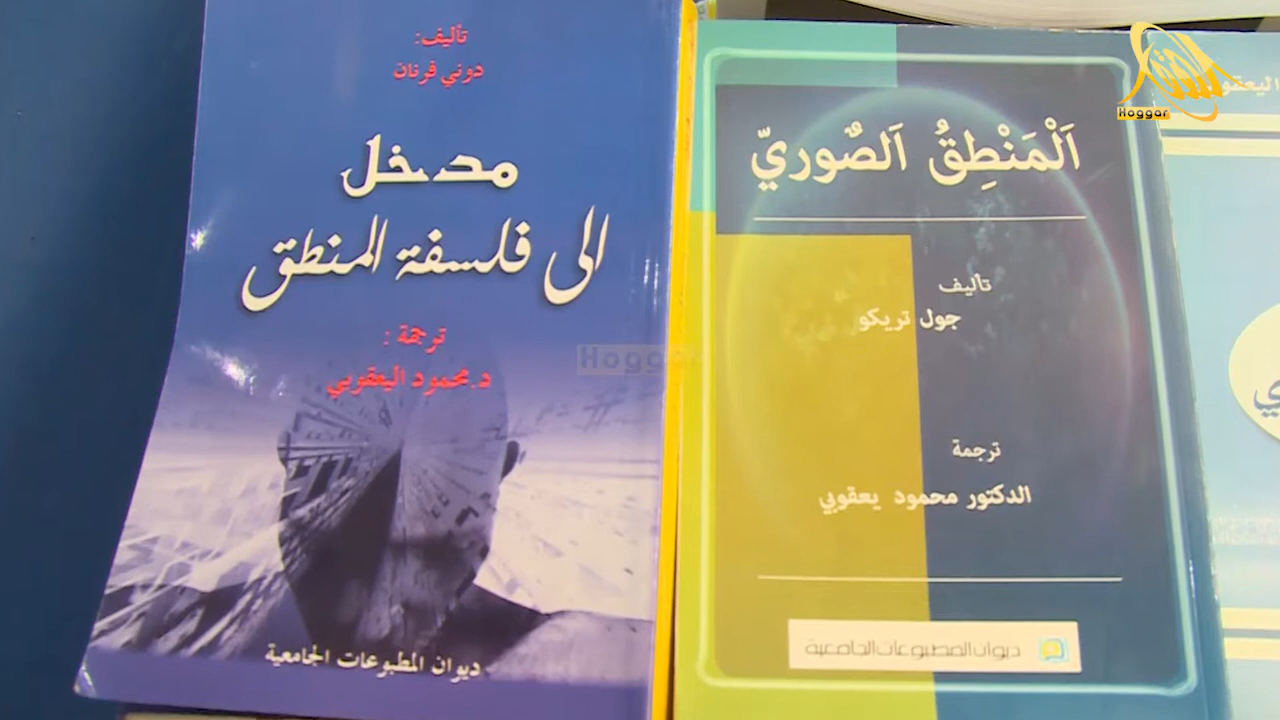 تأليف:
دوني فرنان
مدخل
الى فلسفة المنطق
ترجمة :
د.محمود اليعقوبي
ديوان المطبوعات الجامعية
اَلْمَنْطِقُ اَلصُّوريّ
تأليف
جول تريكو
ترجمة
الدكتور محمود يعقوبي
ديوان المطبوعات الجامعية
Hoggar
Hoggar